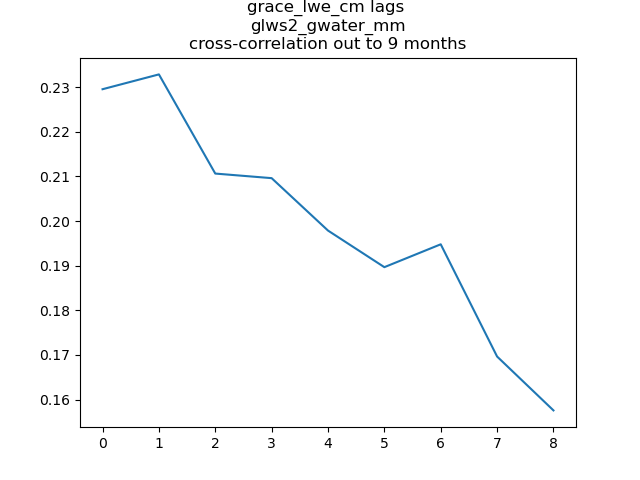 grace_lwe_cm lags
glws2_gwater_mm
cross-correlation out to 9 months
0.23
0.22
0.21
0.20
0.19
0.18
0.17
0.16
0 1 2 3 4 5 6 7 8